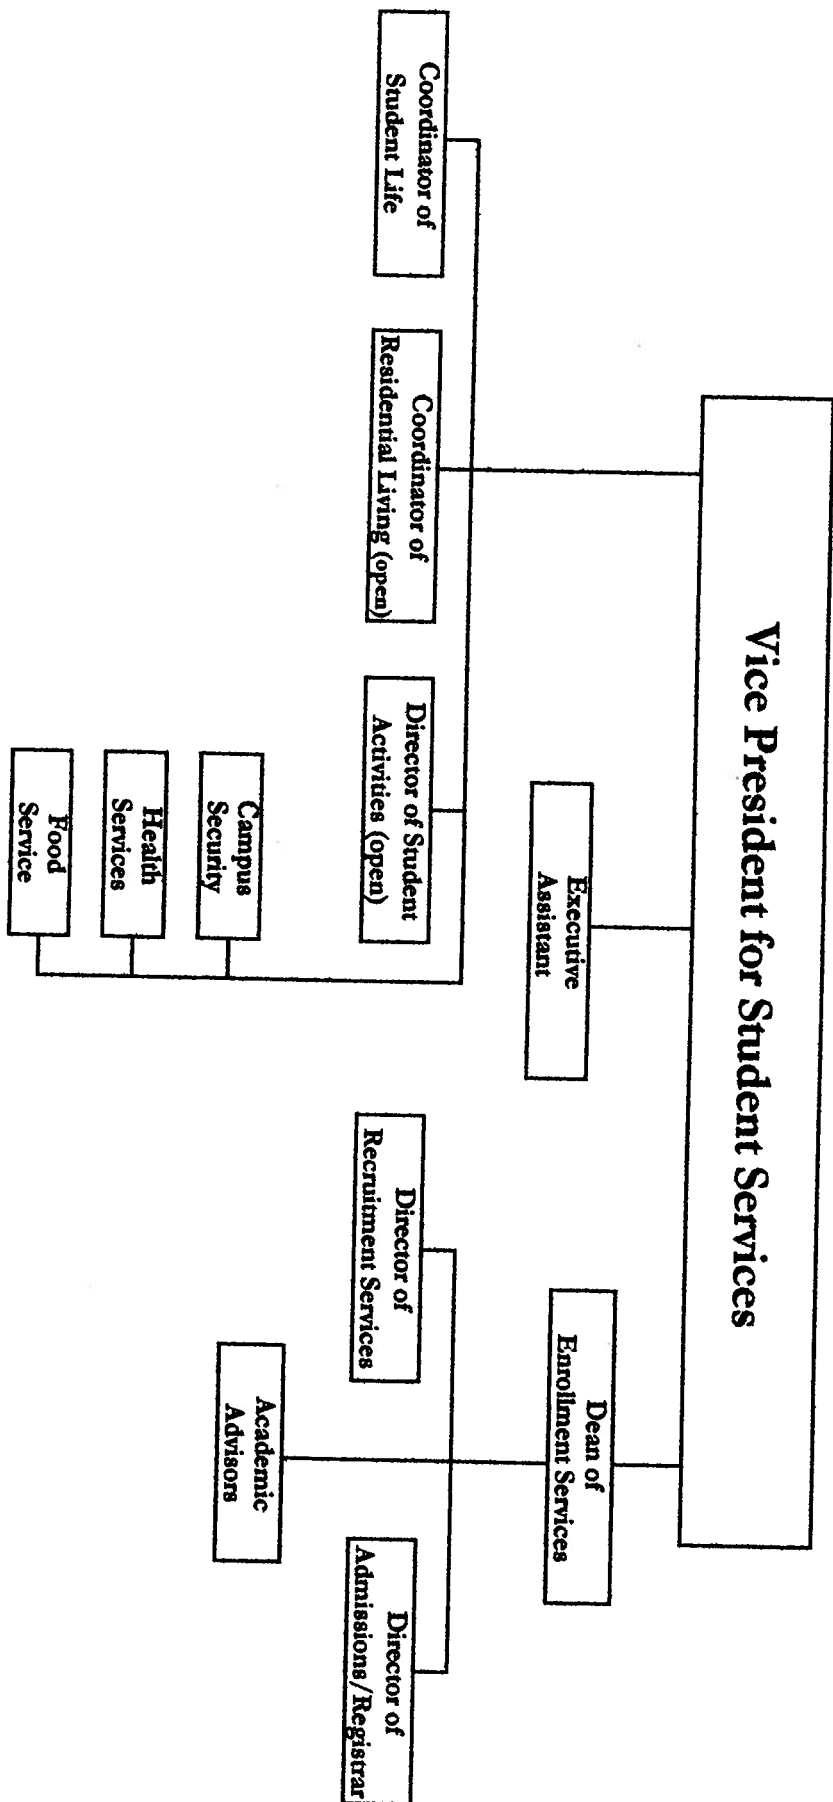 Vice President for Student Services
Executive
Assistant
Dean of
Enrollment Services
Coordinator of
Student Life
Coordinator of
Residential Living (open)
Director of Student
Activities (open)
Director of
Recruitment Services
Director of
Admissions/Registrar
Campus
Security
Academic
Advisors
Health
Services
Food
Service